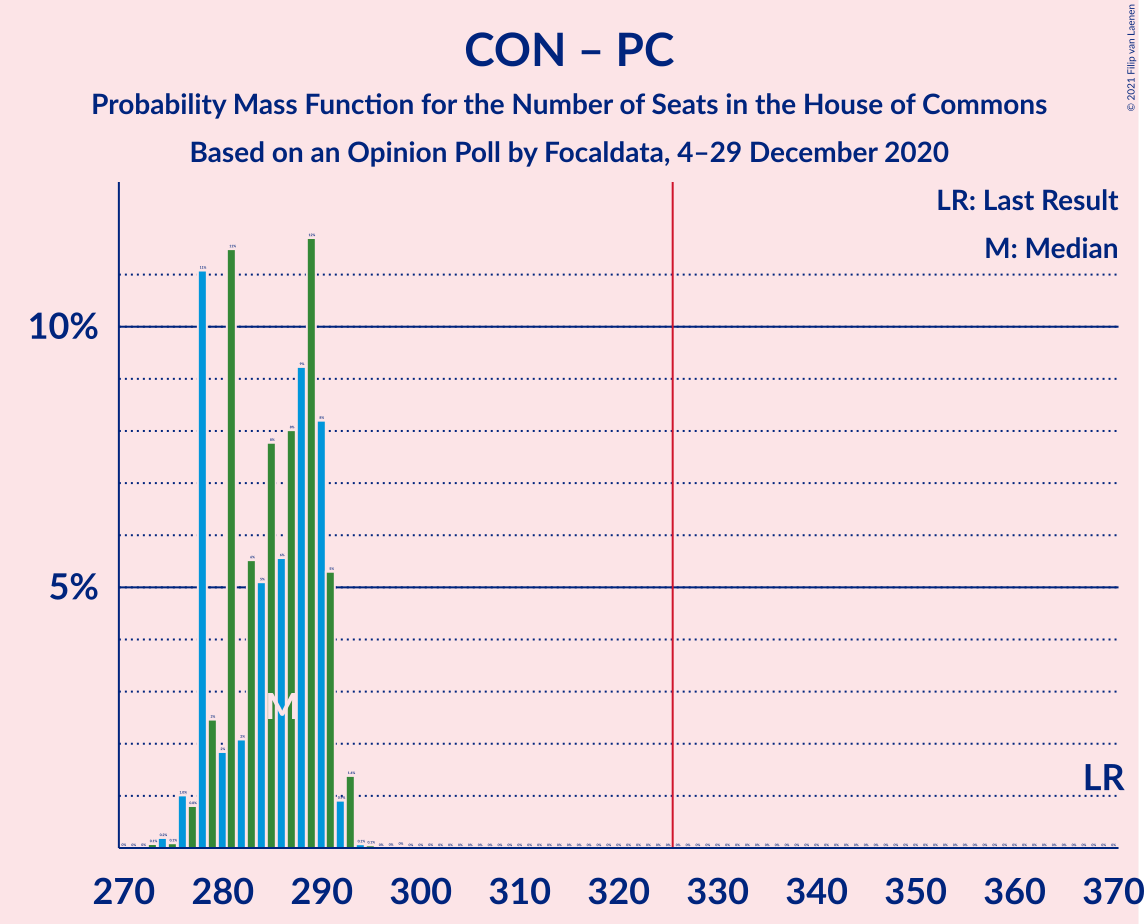 CON – PC
Probability Mass Function for the Number of Seats in the House of Commons
Based on an Opinion Poll by Focaldata, 4–29 December 2020
© 2021 Filip van Laenen
LR: Last Result
M: Median
10%
5%
M
LR
270 280 290 300 310 320 330 340 350 360 370